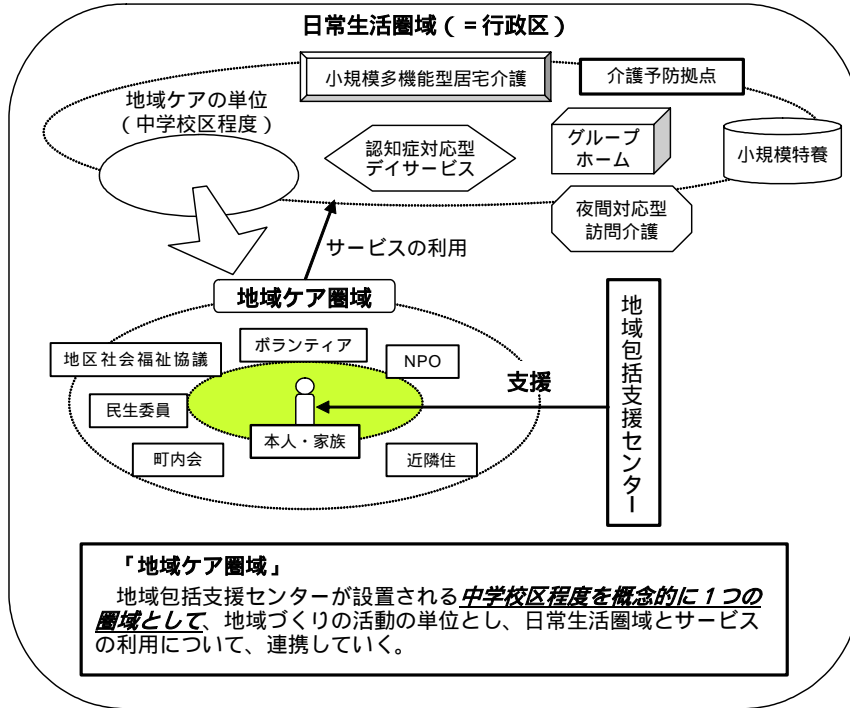 日常生活圏域(=行政区)
小規模多機能型居宅介護
介護予防拠点
地域ケアの単位
(中学校区程度)
認知症対応型
デイサービス
グループ
ホーム
小規模特養
夜間対応型
訪問介護
サービスの利用
地域ケア圏域
地域包括支援センター
ボランティア
地区社会福祉協議
NPO
支援
民生委員
本人・家族
町内会
近隣住
「地域ケア圏域」
地域包括支援センターが設置される中学校区程度を概念的に1つの
圏域として、地域づくりの活動の単位とし、日常生活圏域とサービス
の利用について、連携していく。